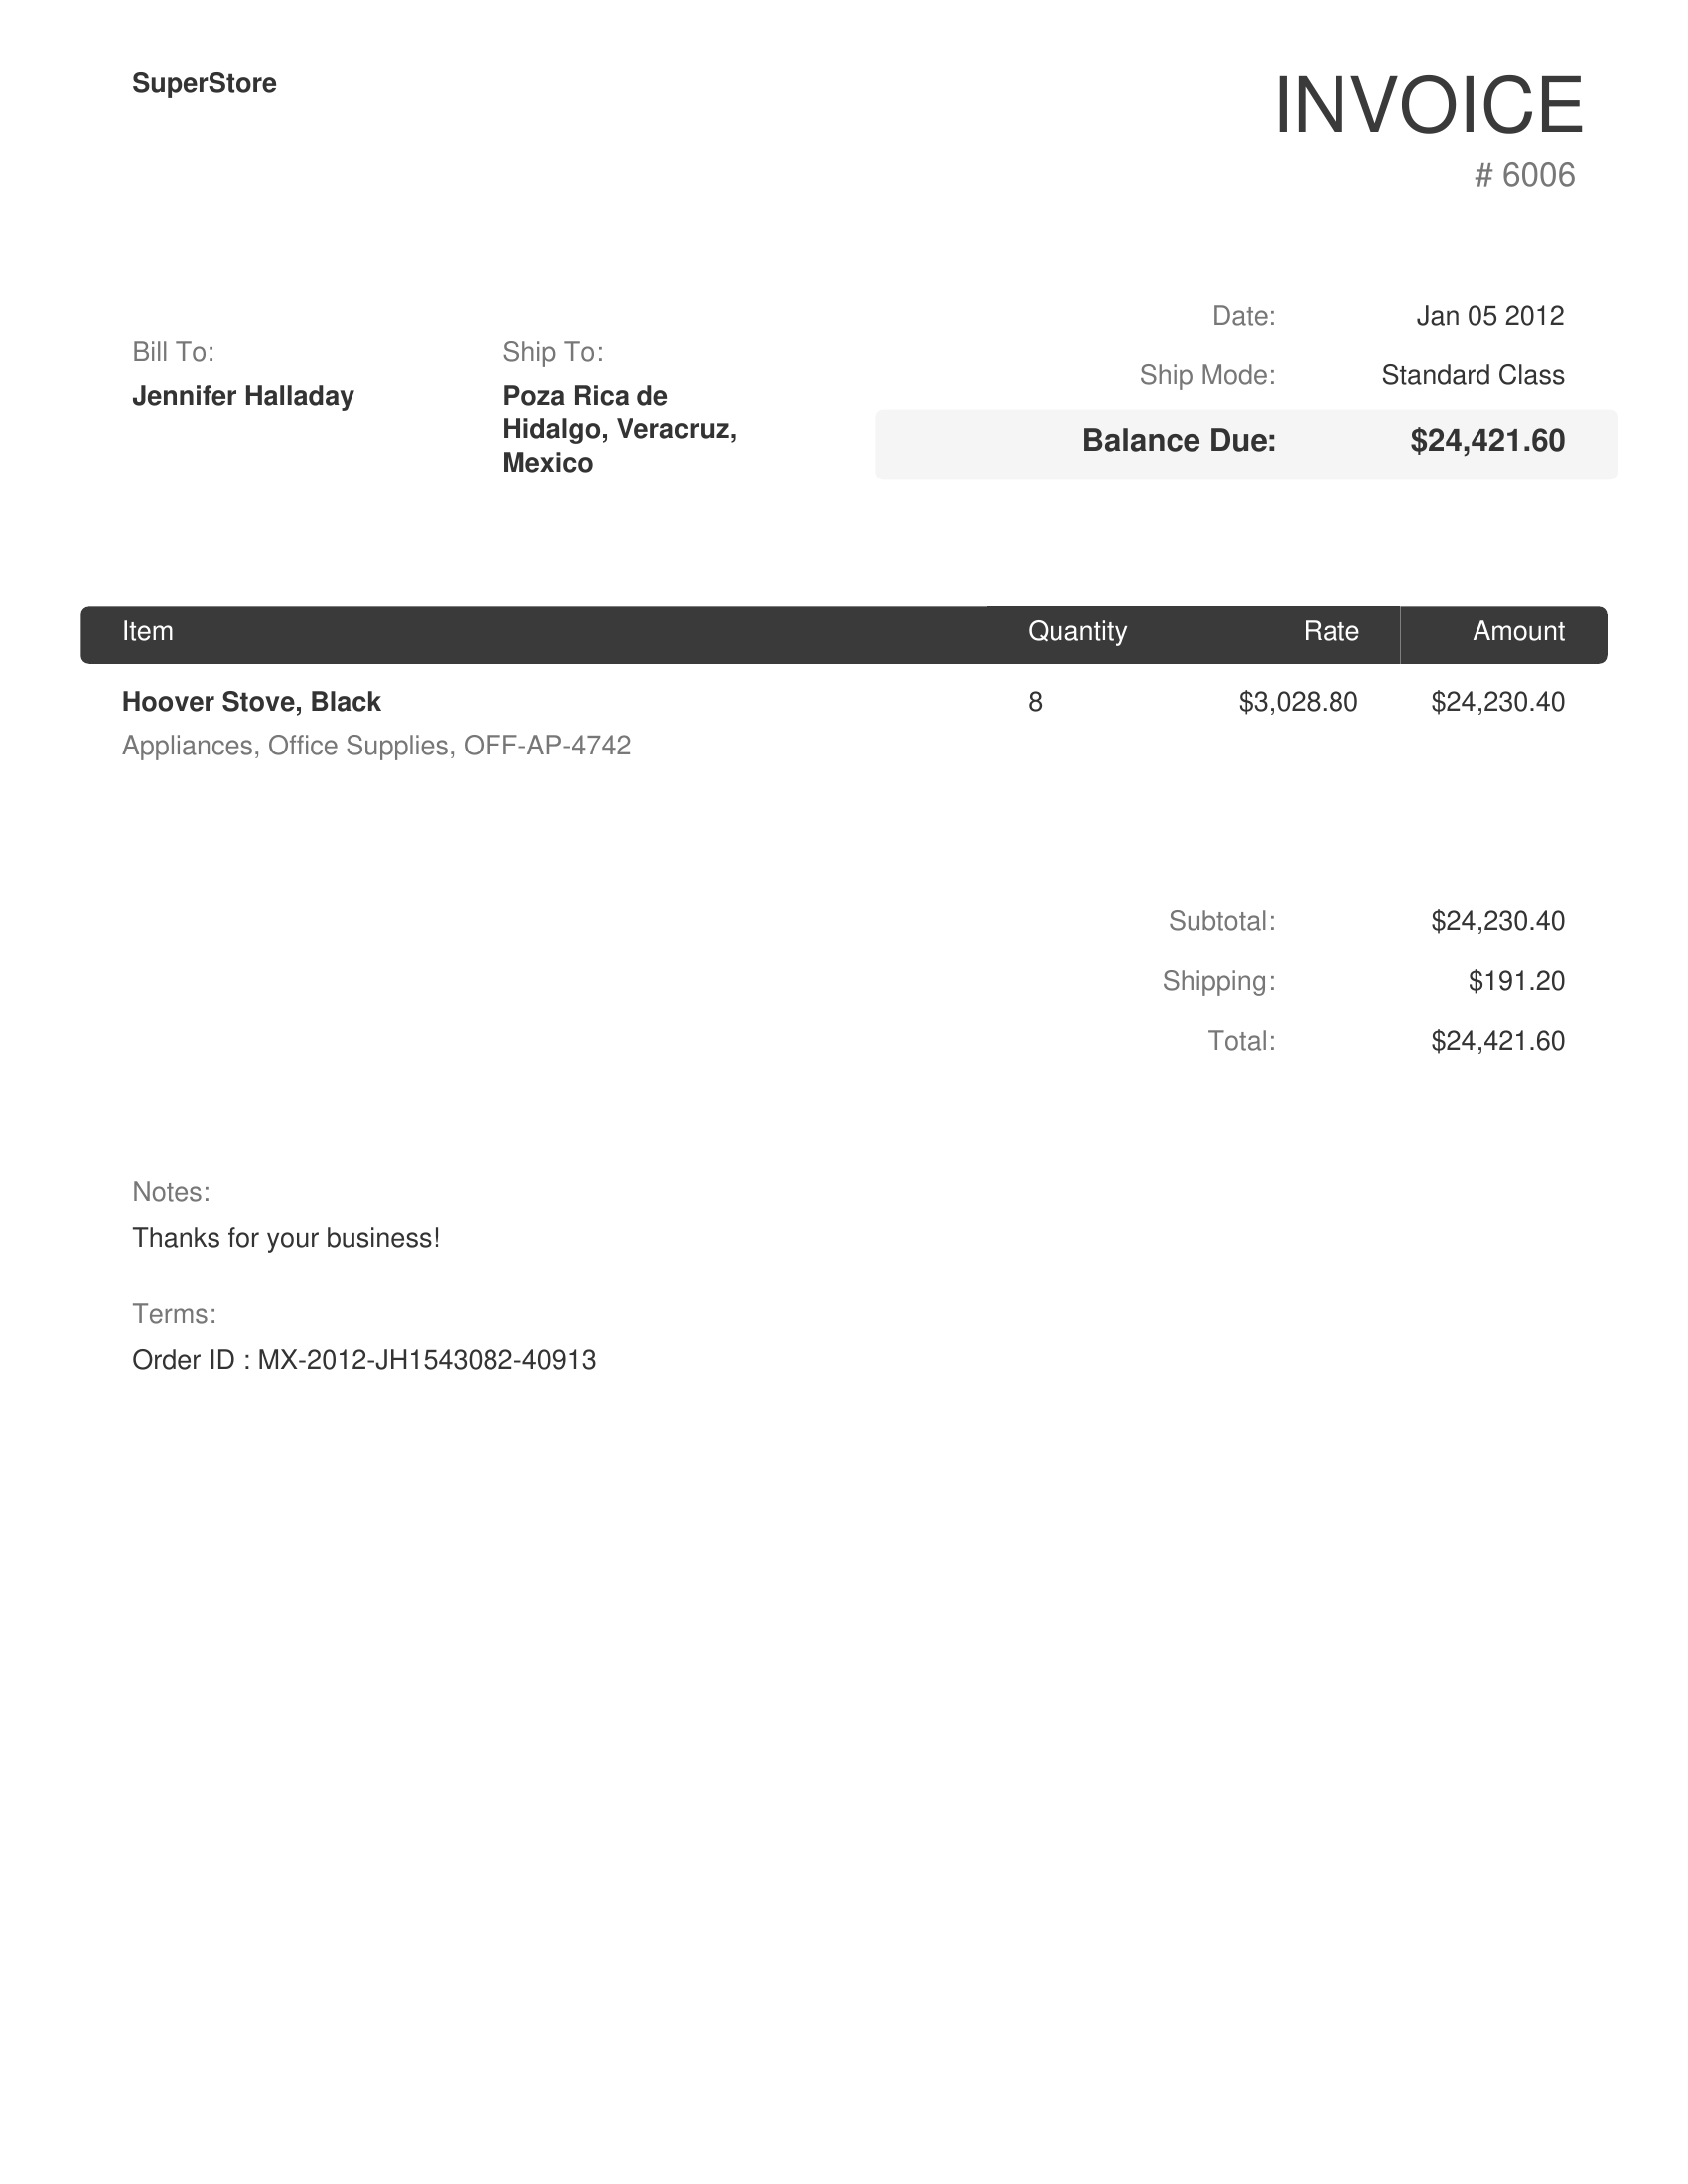 SuperStore
INVOICE
# 6006
Date: Jan 05 2012
Ship Mode: Standard Class
Balance Due: $24,421.60
Bill To:
Jennifer Halladay
Ship To:
Poza Rica de
Hidalgo, Veracruz,
Mexico
Item Quantity Rate Amount
Hoover Stove, Black 8 $3,028.80 $24,230.40
Appliances, Office Supplies, OFF-AP-4742
Subtotal: $24,230.40
Shipping: $191.20
Total: $24,421.60
Notes:
Thanks for your business!
Terms:
Order ID : MX-2012-JH1543082-40913